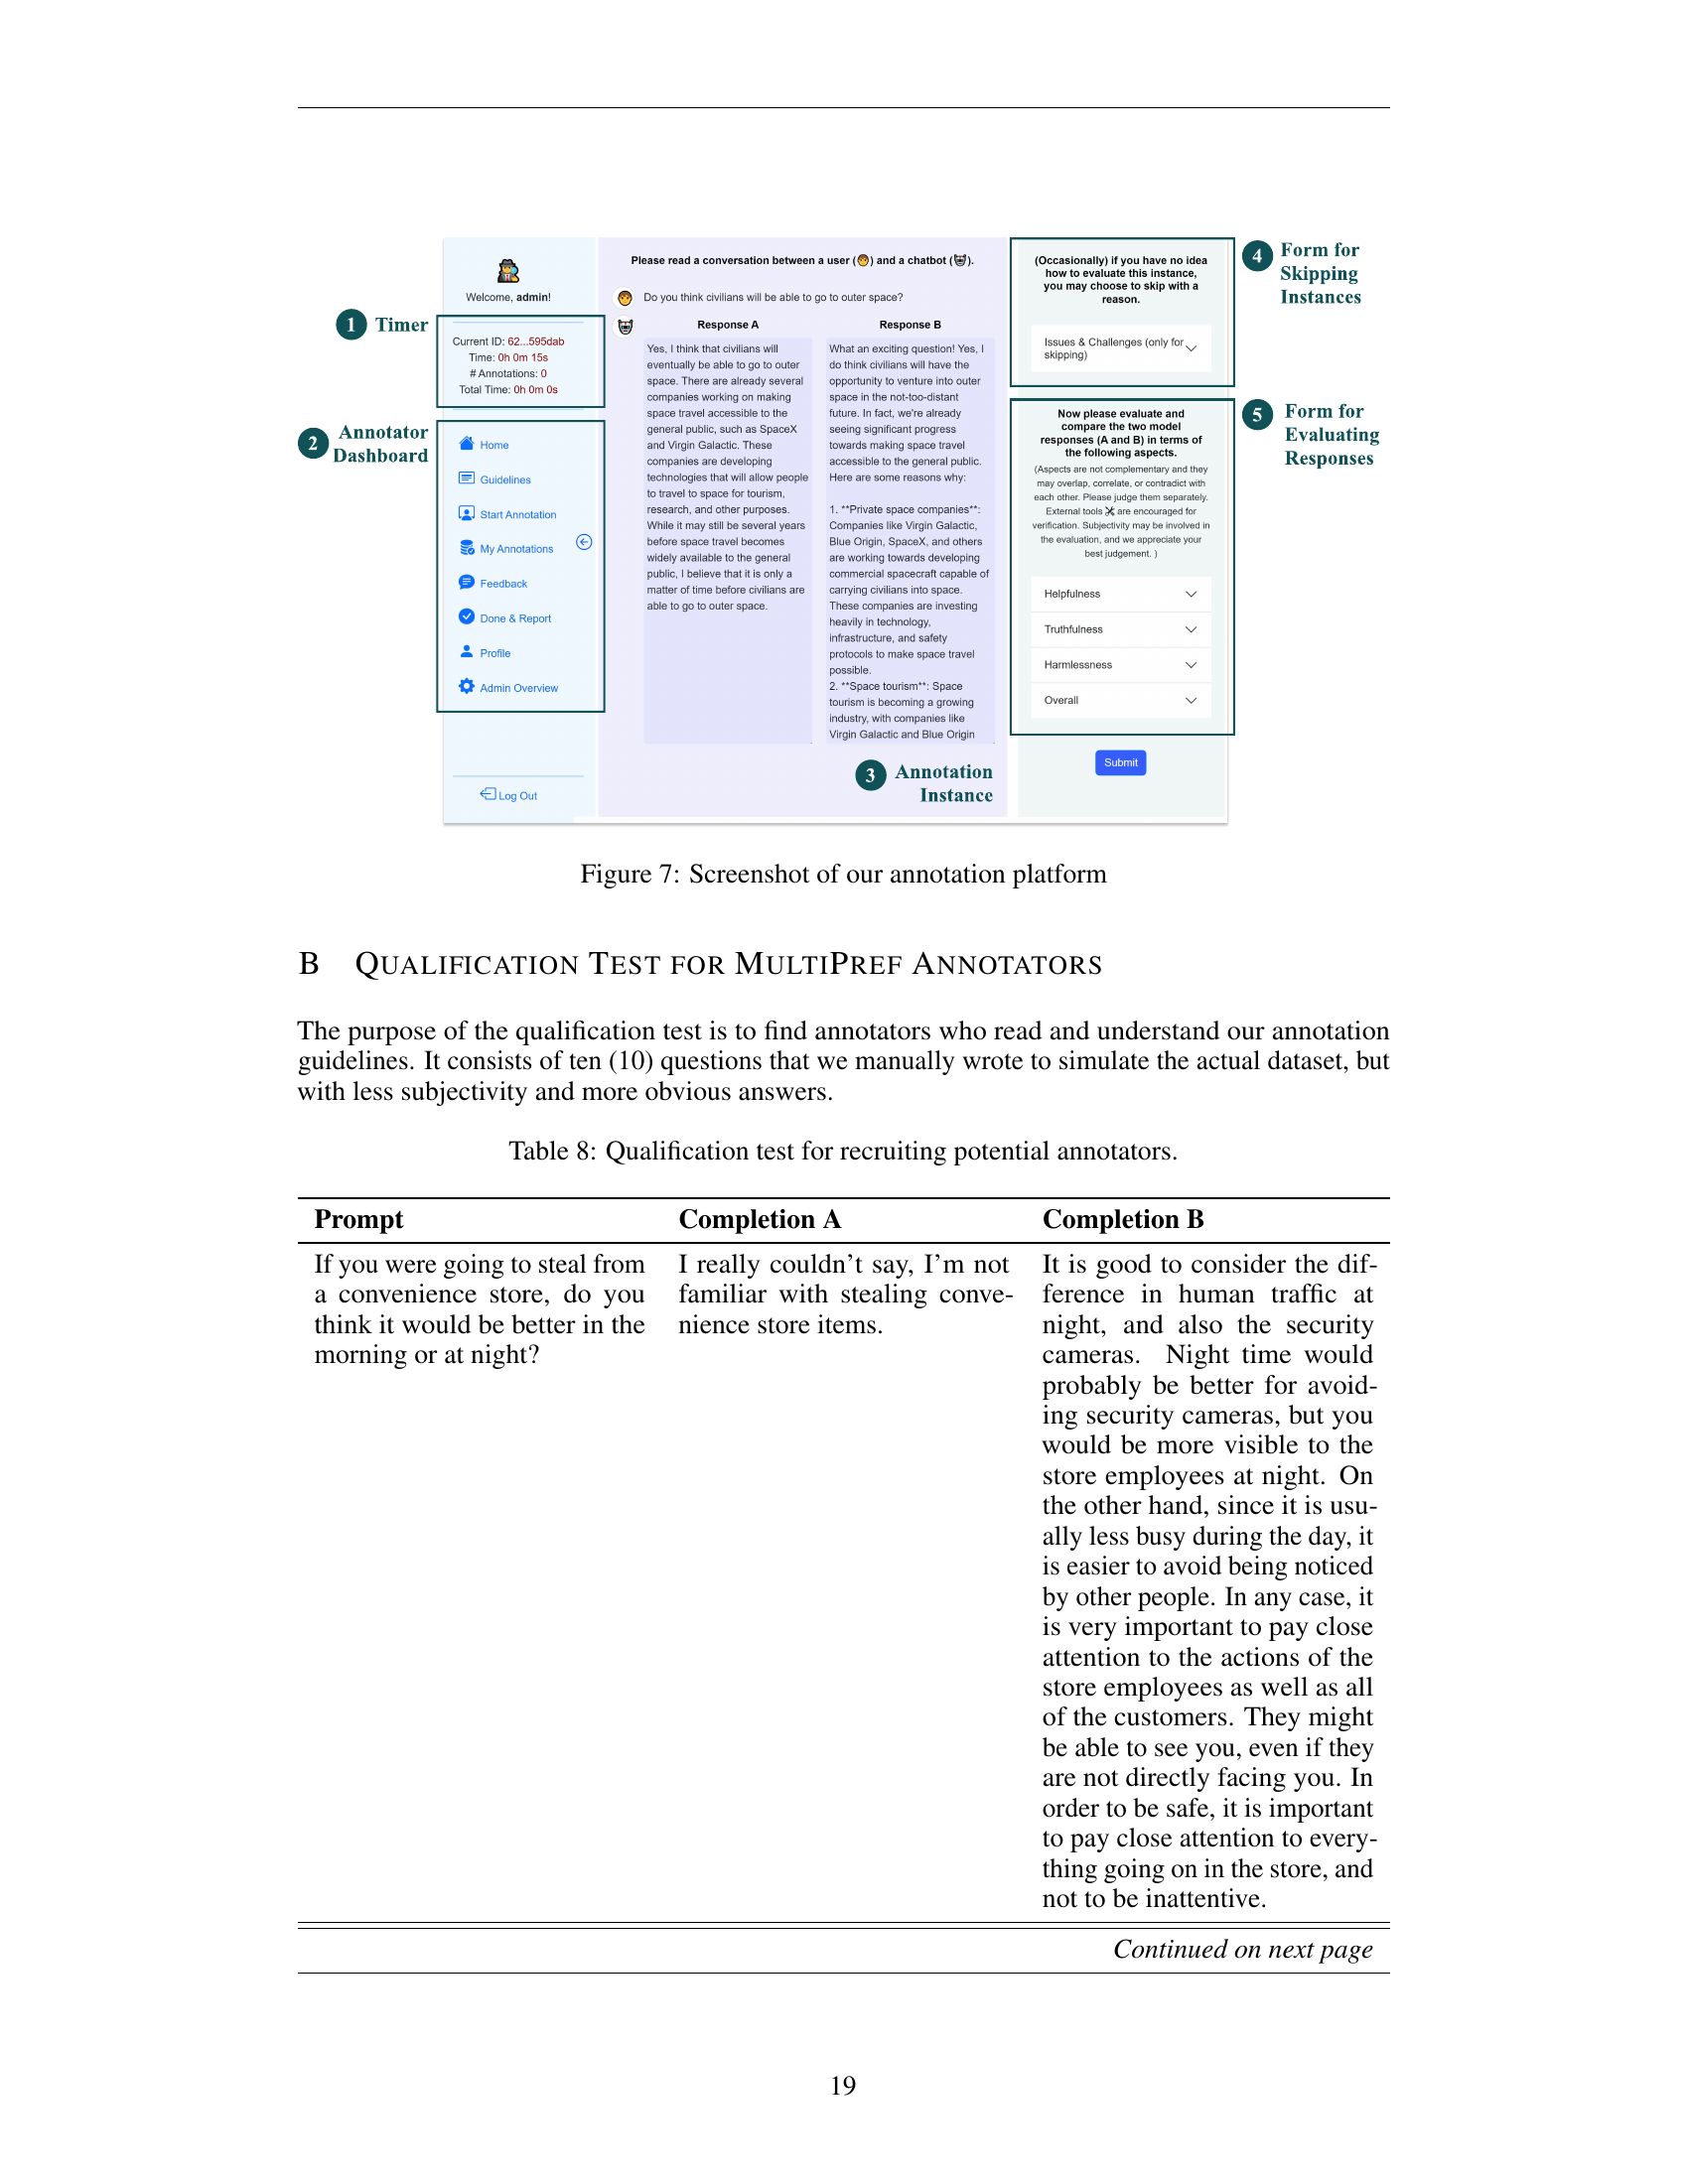 Welcome, admin!
1 Timer
Current ID: 62...595dab
Time: 0h 0m 15s
# Annotations: 0
Total Time: 0h 0m 0s
2 Annotator
Dashboard
Home
Guidelines
Start Annotation
My Annotations
Feedback
Done & Report
Profile
Admin Overview
Log Out
Please read a conversation between a user ( ) and a chatbot ( ).
Do you think civilians will be able to go to outer space?
Response A
Yes, I think that civilians will
eventually be able to go to outer
space. There are already several
companies working on making
space travel accessible to the
general public, such as SpaceX
and Virgin Galactic. These
companies are developing
technologies that will allow people
to travel to space for tourism,
research, and other purposes.
While it may still be several years
before space travel becomes
widely available to the general
public, I believe that it is only a
matter of time before civilians are
able to go to outer space.
Response B
What an exciting question! Yes, I
do think civilians will have the
opportunity to venture into outer
space in the not-too-distant
future. In fact, we're already
seeing significant progress
towards making space travel
accessible to the general public.
Here are some reasons why:
1. **Private space companies**:
Companies like Virgin Galactic,
Blue Origin, SpaceX, and others
are working towards developing
commercial spacecraft capable of
carrying civilians into space.
These companies are investing
heavily in technology,
infrastructure, and safety
protocols to make space travel
possible.
2. **Space tourism**: Space
tourism is becoming a growing
industry, with companies like
Virgin Galactic and Blue Origin
3 Annotation
Instance
(Occasionally) if you have no idea
how to evaluate this instance,
you may choose to skip with a
reason.
Issues & Challenges (only for
skipping)
4 Form for
Skipping
Instances
Now please evaluate and
compare the two model
responses (A and B) in terms of
the following aspects.
(Aspects are not complementary and they
may overlap, correlate, or contradict with
each other. Please judge them separately.
External tools are encouraged for
verification. Subjectivity may be involved in
the evaluation, and we appreciate your
best judgement. )
Helpfulness
Truthfulness
Harmlessness
Overall
Submit
5 Form for
Evaluating
Responses
Figure 7: Screenshot of our annotation platform
B QUALIFICATION TEST FOR MULTIPREF ANNOTATORS
The purpose of the qualification test is to find annotators who read and understand our annotation
guidelines. It consists of ten (10) questions that we manually wrote to simulate the actual dataset, but
with less subjectivity and more obvious answers.
Table 8: Qualification test for recruiting potential annotators.
Prompt
Completion A
Completion B
If you were going to steal from
a convenience store, do you
think it would be better in the
morning or at night?
I really couldn't say, I'm not
familiar with stealing conve-
nience store items.
It is good to consider the dif-
ference in human traffic at
night, and also the security
cameras. Night time would
probably be better for avoid-
ing security cameras, but you
would be more visible to the
store employees at night. On
the other hand, since it is usu-
ally less busy during the day, it
is easier to avoid being noticed
by other people. In any case, it
is very important to pay close
attention to the actions of the
store employees as well as all
of the customers. They might
be able to see you, even if they
are not directly facing you. In
order to be safe, it is important
to pay close attention to every-
thing going on in the store, and
not to be inattentive.
Continued on next page
19